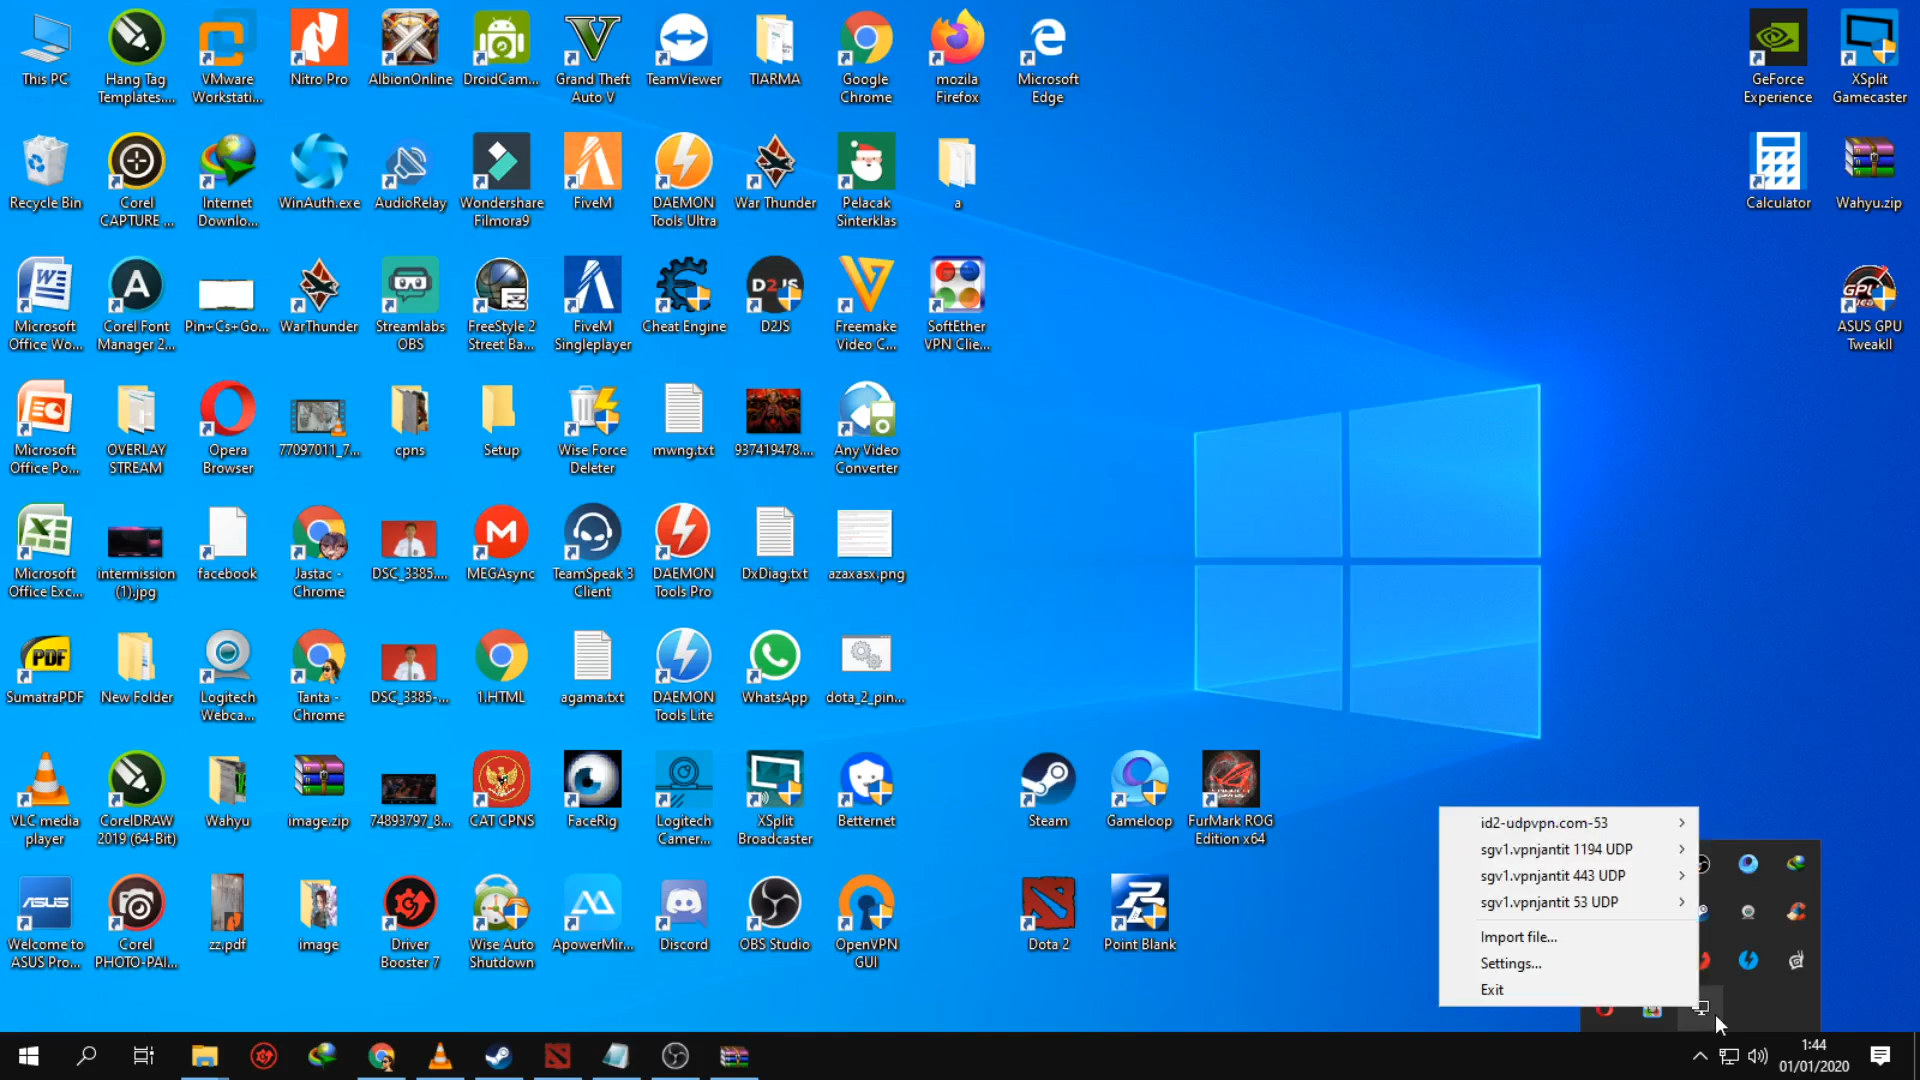 This PC
Hang Tag
Templates....
VMware
Workstati...
Nitro Pro
AlbionOnline
DroidCam...
Grand Theft
Auto V
TeamViewer
TIARMA
Google
Chrome
mozila
Firefox
Microsoft
Edge
GeForce
Experience
XSplit
Gamecaster
Recycle Bin
Corel
CAPTURE ...
Internet
Downlo...
WinAuth.exe
AudioRelay
Wondershare
Filmora9
FiveM
DAEMON
Tools Ultra
War Thunder
Pelacak
Sinterklas
a
Calculator
Wahyu.zip
Microsoft
Office Wo...
Corel Font
Manager 2...
Pin+Cs+Go...
WarThunder
Streamlabs
OBS
FreeStyle 2
Street Ba...
FiveM
Singleplayer
Cheat Engine
D2JS
D2JS
Freemake
Video C...
SoftEther
VPN Clie...
ASUS GPU
TweakII
Microsoft
Office Po...
OVERLAY
STREAM
Opera
Browser
77097011_7...
cpns
Setup
Wise Force
Deleter
mwng.txt
937419478....
Any Video
Converter
Microsoft
Office Exc...
intermission
(1).jpg
facebook
Jastac -
Chrome
DSC_3385....
MEGAsync
TeamSpeak 3
Client
DAEMON
Tools Pro
DxDiag.txt
azaxasx.png
PDF
SumatraPDF
New Folder
Logitech
Webca...
Tanta -
Chrome
DSC_3385-...
1.HTML
agama.txt
DAEMON
Tools Lite
WhatsApp
dota_2_pin...
VLC media
player
CorelDRAW
2019 (64-Bit)
Wahyu
image.zip
74893797_8...
CAT CPNS
FaceRig
Logitech
Camer...
XSplit
Broadcaster
Betternet
Steam
Gameloop
FurMark ROG
Edition x64
ASUS
Welcome to
ASUS Pro...
Corel
PHOTO-PAI...
zz.pdf
image
Driver
Booster 7
Wise Auto
Shutdown
ApowerMir...
Discord
OBS Studio
OpenVPN
GUI
Dota 2
Point Blank
id2-udpvpn.com-53
sgv1.vpnjantit 1194 UDP
sgv1.vpnjantit 443 UDP
sgv1.vpnjantit 53 UDP
Import file...
Settings...
Exit
1:44
01/01/2020